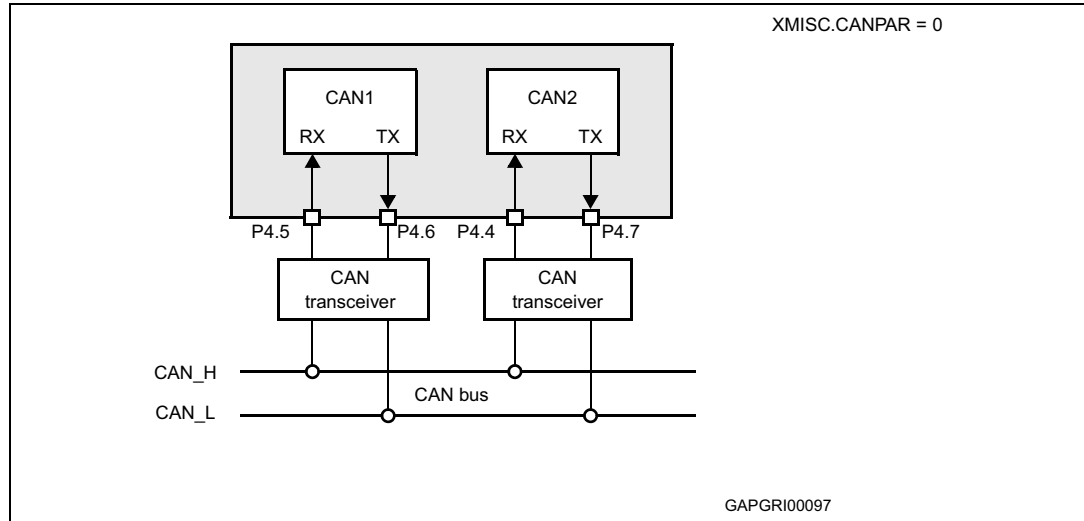 XMISC.CANPAR = 0
CAN1
CAN2
RX TX
RX TX
P4.5
P4.6
P4.4
P4.7
CAN
transceiver
CAN
transceiver
CAN_H
CAN bus
CAN_L
GAPGRI00097